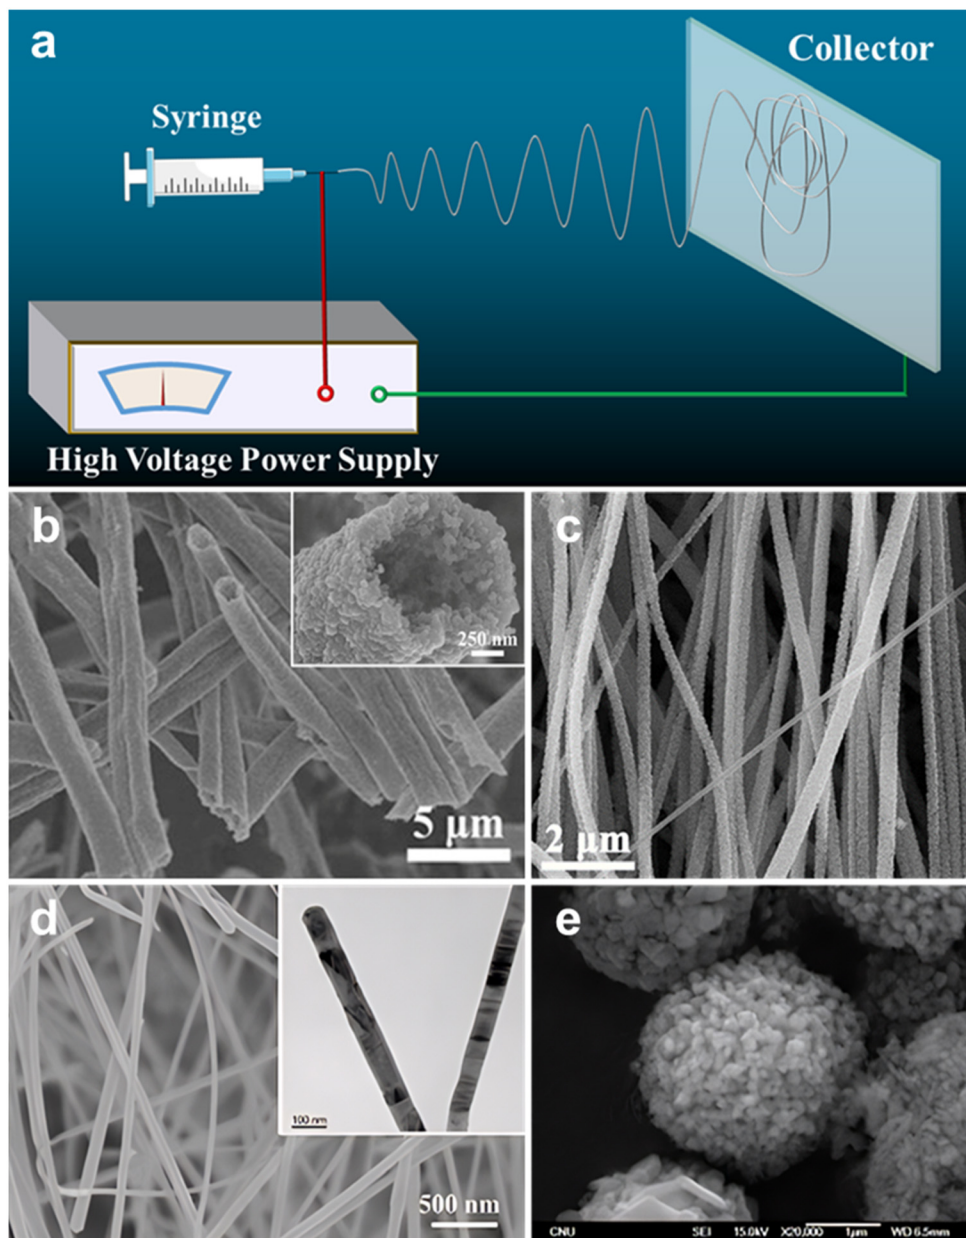 a
Collector
Syringe
High Voltage Power Supply
b
250 nm
5 μm
c
2 μm
d
100 nm
500 nm
e
CNU SEI 15.0kV X20,000 1μm WD 6.5mm